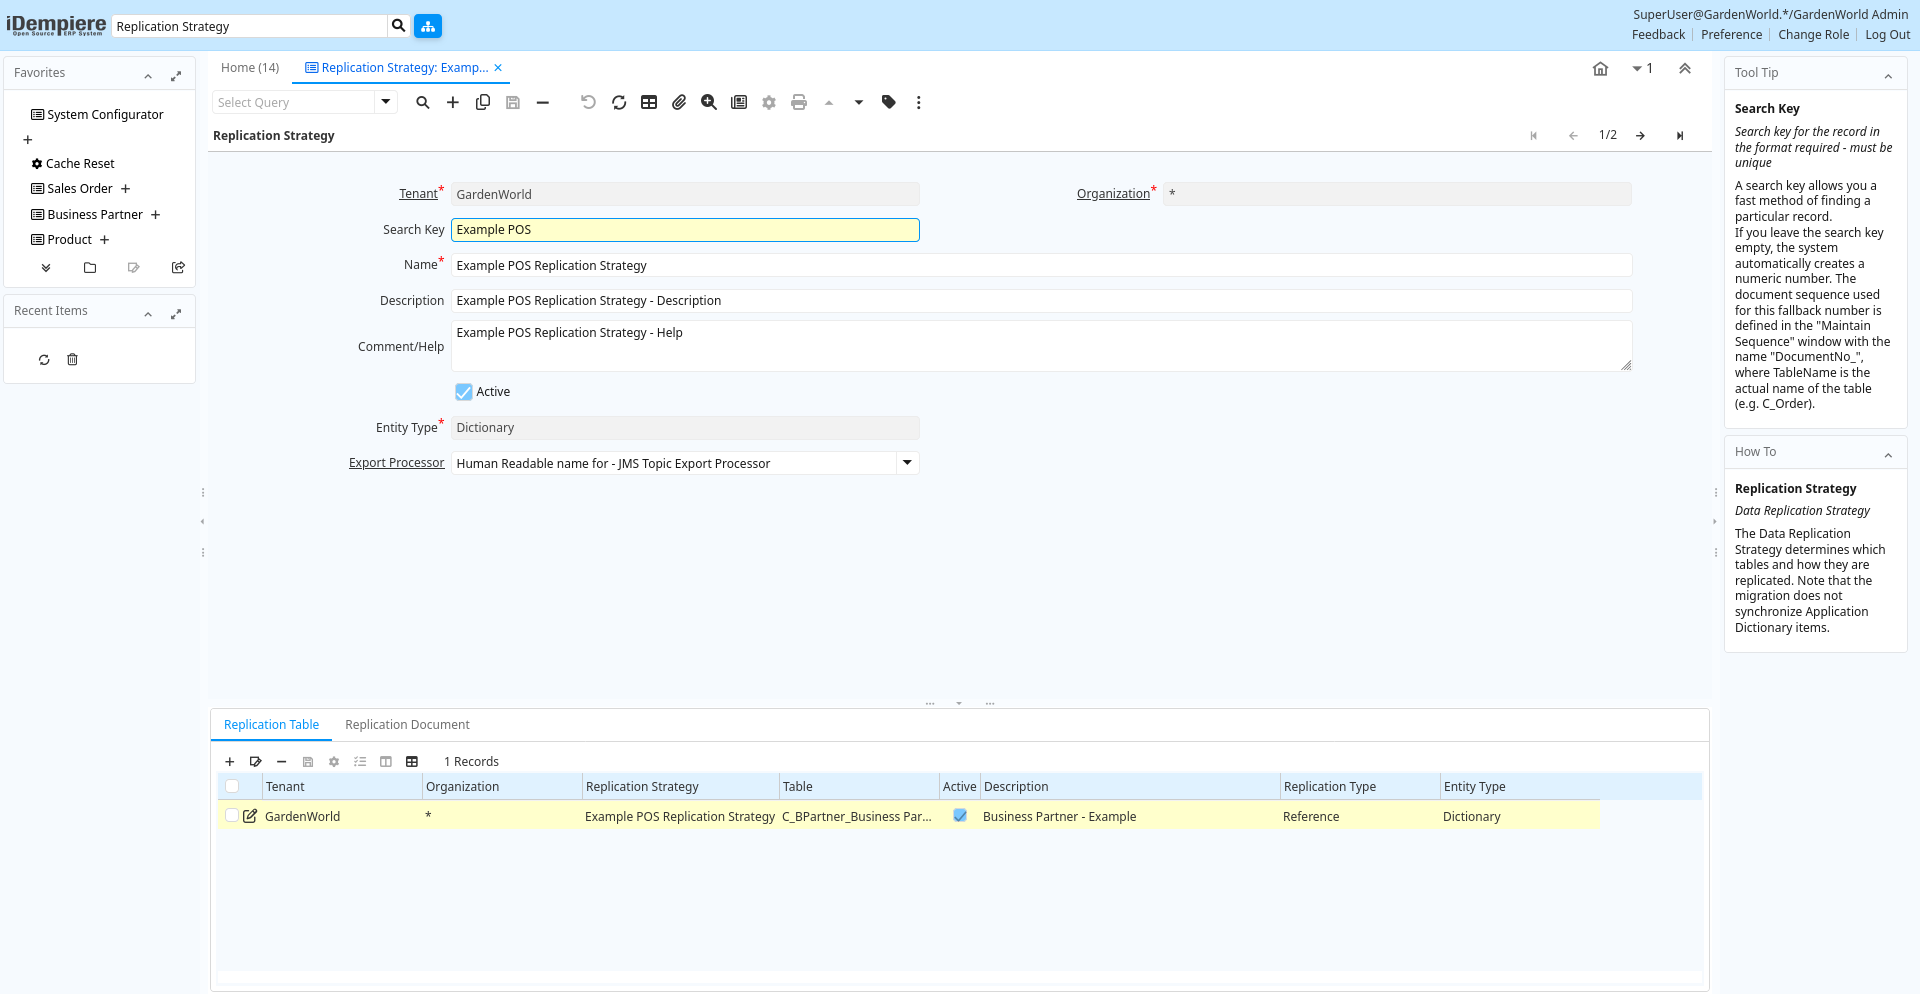 iDempiere
Open Source ERP System
Replication Strategy
SuperUser@GardenWorld.*/GardenWorld Admin
Feedback
Preference
Change Role
Log Out
Favorites
System Configurator
Cache Reset
Sales Order
Business Partner
Product
Recent Items
Home (14)
Replication Strategy: Examp...
1
Select Query
Replication Strategy
1/2
Tenant*
GardenWorld
Organization*
*
Search Key
Example POS
Name*
Example POS Replication Strategy
Description
Example POS Replication Strategy - Description
Comment/Help
Example POS Replication Strategy - Help
Active
Entity Type*
Dictionary
Export Processor
Human Readable name for - JMS Topic Export Processor
Replication Table
Replication Document
1 Records
Tenant Organization Replication Strategy Table Active Description Replication Type Entity Type
GardenWorld * Example POS Replication Strategy C_BPartner_Business Par... Business Partner - Example Reference Dictionary
Tool Tip
Search Key
Search key for the record in
the format required - must be
unique
A search key allows you a
fast method of finding a
particular record.
If you leave the search key
empty, the system
automatically creates a
numeric number. The
document sequence used
for this fallback number is
defined in the "Maintain
Sequence" window with the
name "DocumentNo_",
where TableName is the
actual name of the table
(e.g. C_Order).
How To
Replication Strategy
Data Replication Strategy
The Data Replication
Strategy determines which
tables and how they are
replicated. Note that the
migration does not
synchronize Application
Dictionary items.